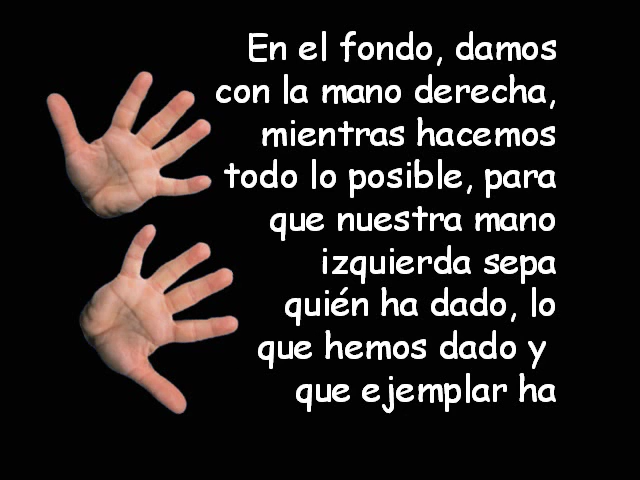 En el fondo, damos
con la mano derecha,
mientras hacemos
todo lo posible, para
que nuestra mano
izquierda sepa
quién ha dado, lo
que hemos dado y
que ejemplar ha